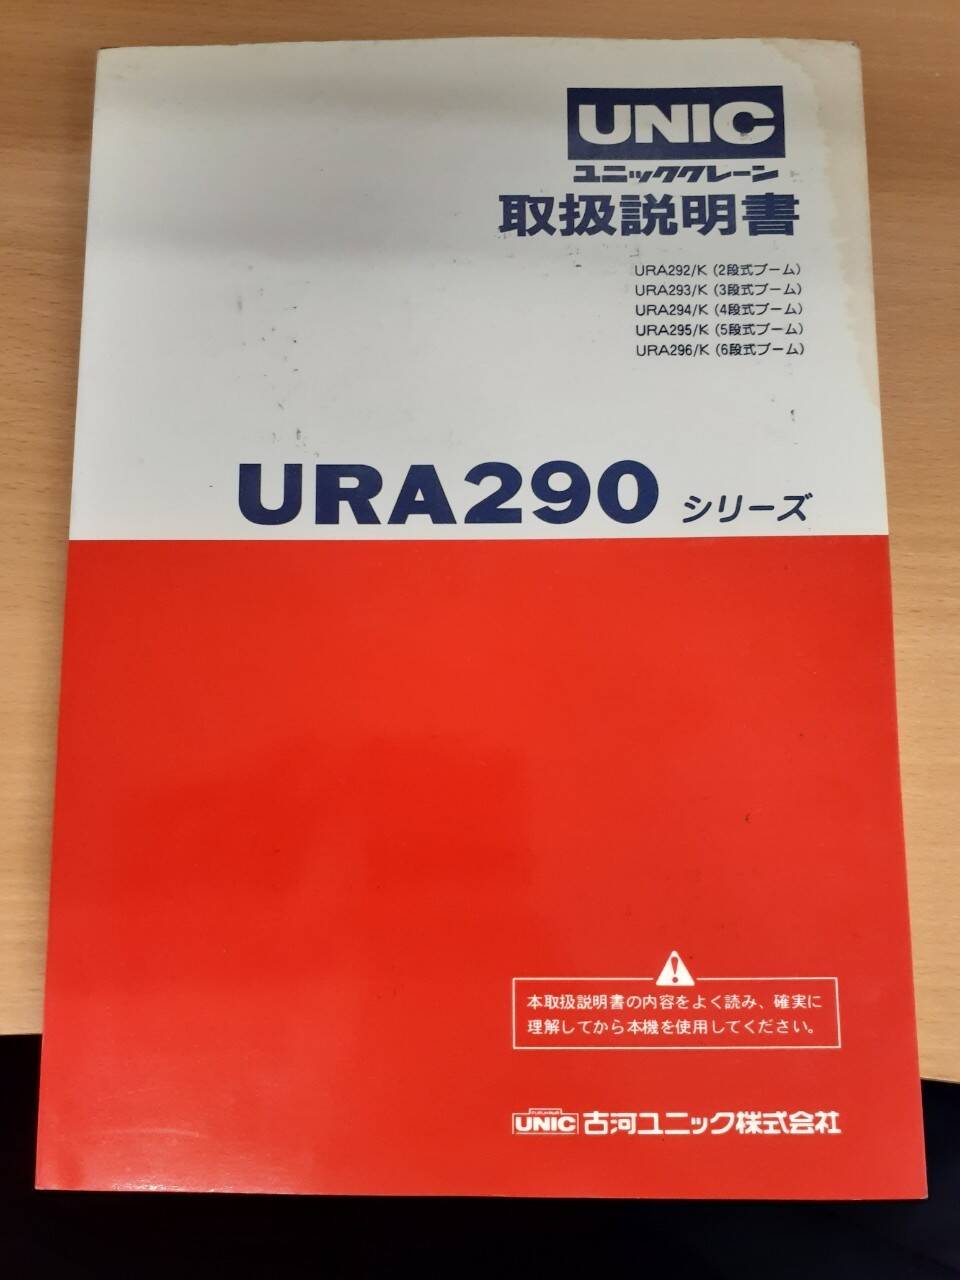 UNIC
ユニッククレーン
取扱説明書
URA292/K (2段式ブーム)
URA293/K (3段式ブーム)
URA294/K (4段式ブーム)
URA295/K (5段式ブーム)
URA296/K (6段式ブーム)
URA290 シリーズ
本取扱説明書の内容をよく読み、確実に
理解してから本機を使用してください。
FURUKAWA
UNIC 古河ユニック株式会社